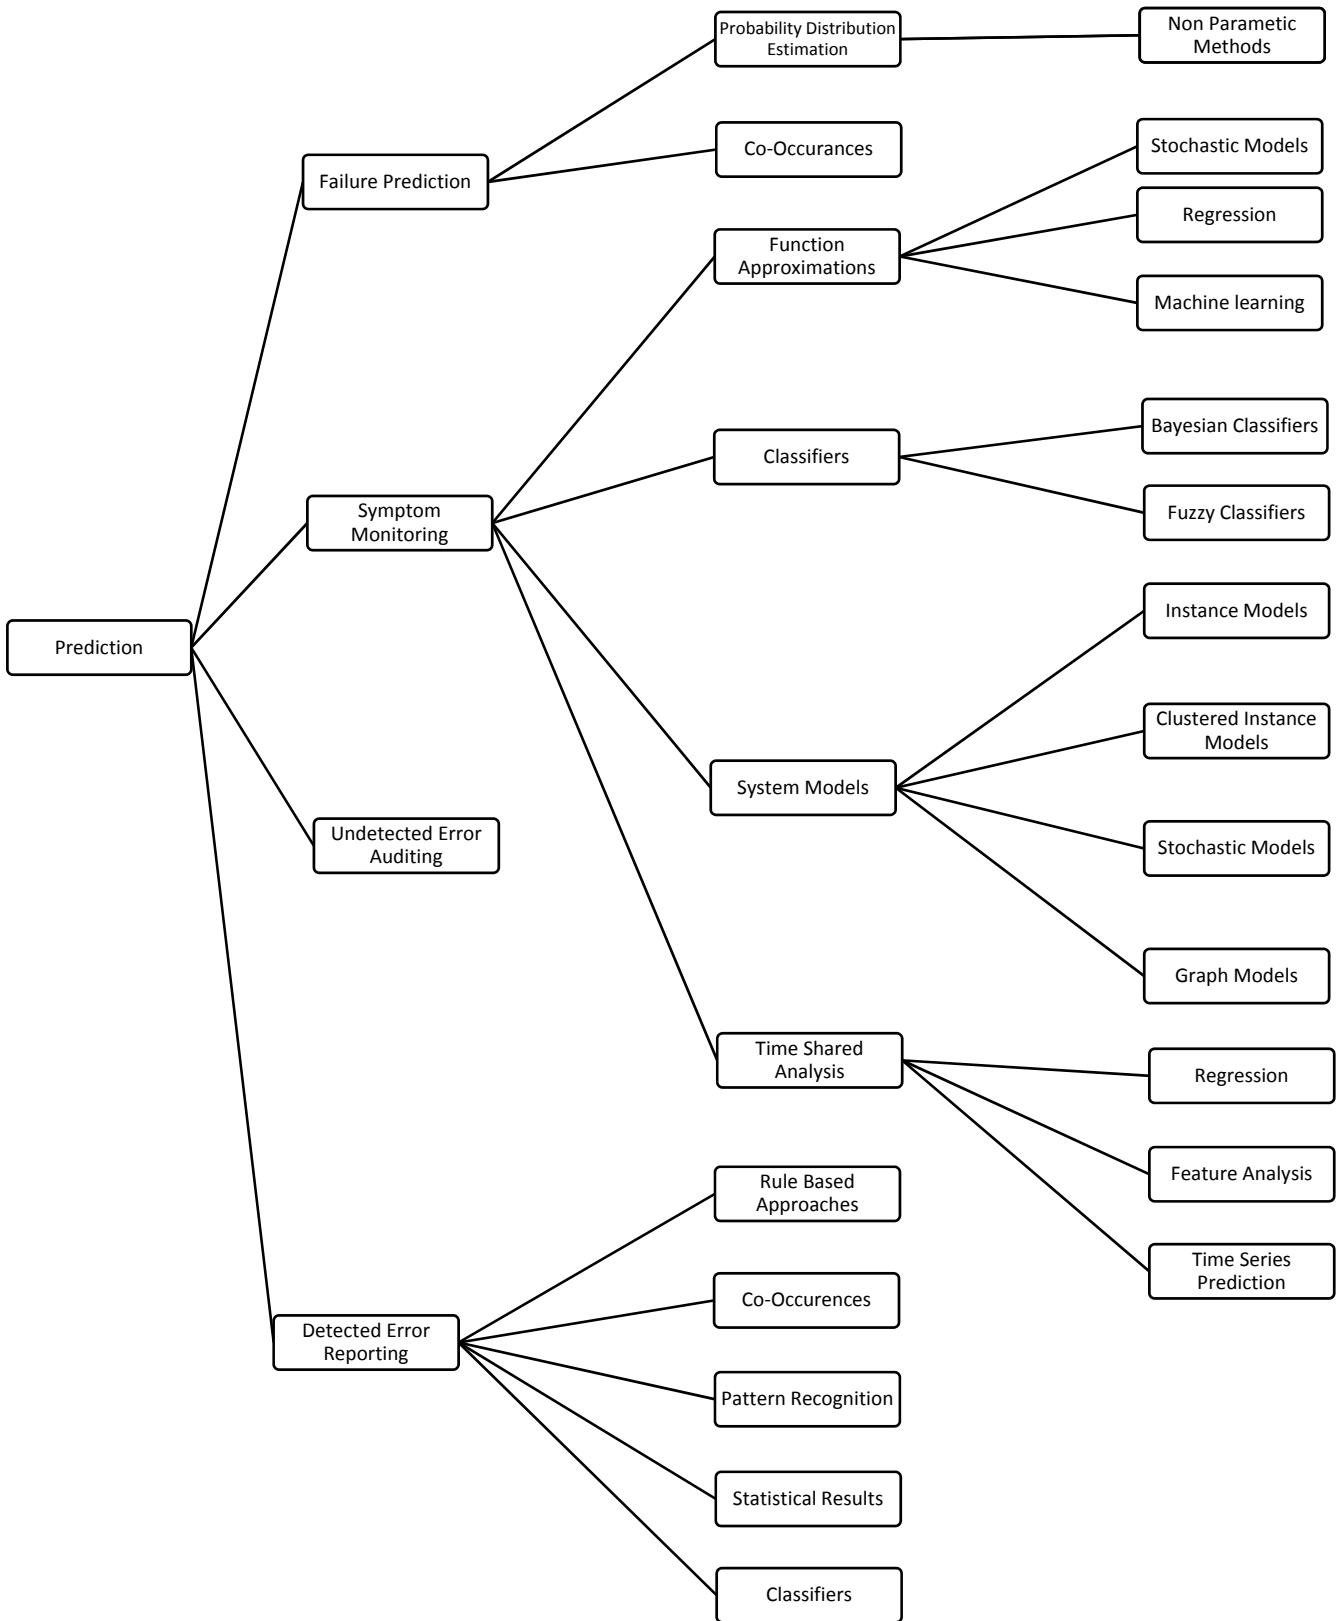 Probability Distribution
Estimation
Non Parametic
Methods
Co-Occurances
Stochastic Models
Failure Prediction
Regression
Function
Approximations
Machine learning
Bayesian Classifiers
Classifiers
Fuzzy Classifiers
Symptom
Monitoring
Instance Models
Prediction
Clustered Instance
Models
System Models
Undetected Error
Auditing
Stochastic Models
Graph Models
Time Shared
Analysis
Regression
Feature Analysis
Rule Based
Approaches
Time Series
Prediction
Co-Occurences
Detected Error
Reporting
Pattern Recognition
Statistical Results
Classifiers